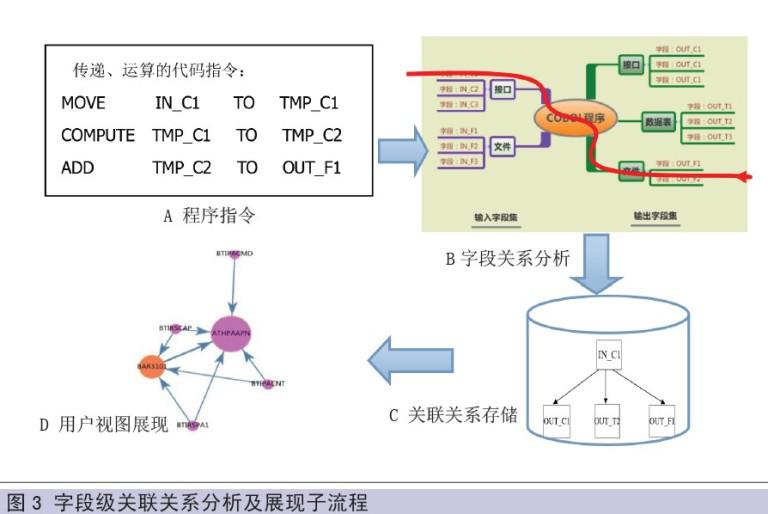 传递、运算的代码指令：
MOVE IN_C1 TO TMP_C1
COMPUTE TMP_C1 TO TMP_C2
ADD TMP_C2 TO OUT_F1
A 程序指令
字段：IN_C2
字段：IN_C3
接口
字段：IN_F1
字段：IN_F2
字段：IN_F3
文件
COBOL程序
接口
字段：OUT_C1
字段：OUT_C1
字段：OUT_C1
数据表
字段：OUT_T1
字段：OUT_T2
字段：OUT_T3
文件
字段：OUT_F1
字段：OUT_F2
输入字段集
输出字段集
B 字段关系分析
IN_C1
OUT_C1
OUT_T2
OUT_F1
C 关联关系存储
BTIPACMD
BTIRSCAP
ATHPAAPN
BAR3101
BTIPACNT
BTIRSPA1
D 用户视图展现
图 3 字段级关联关系分析及展现子流程